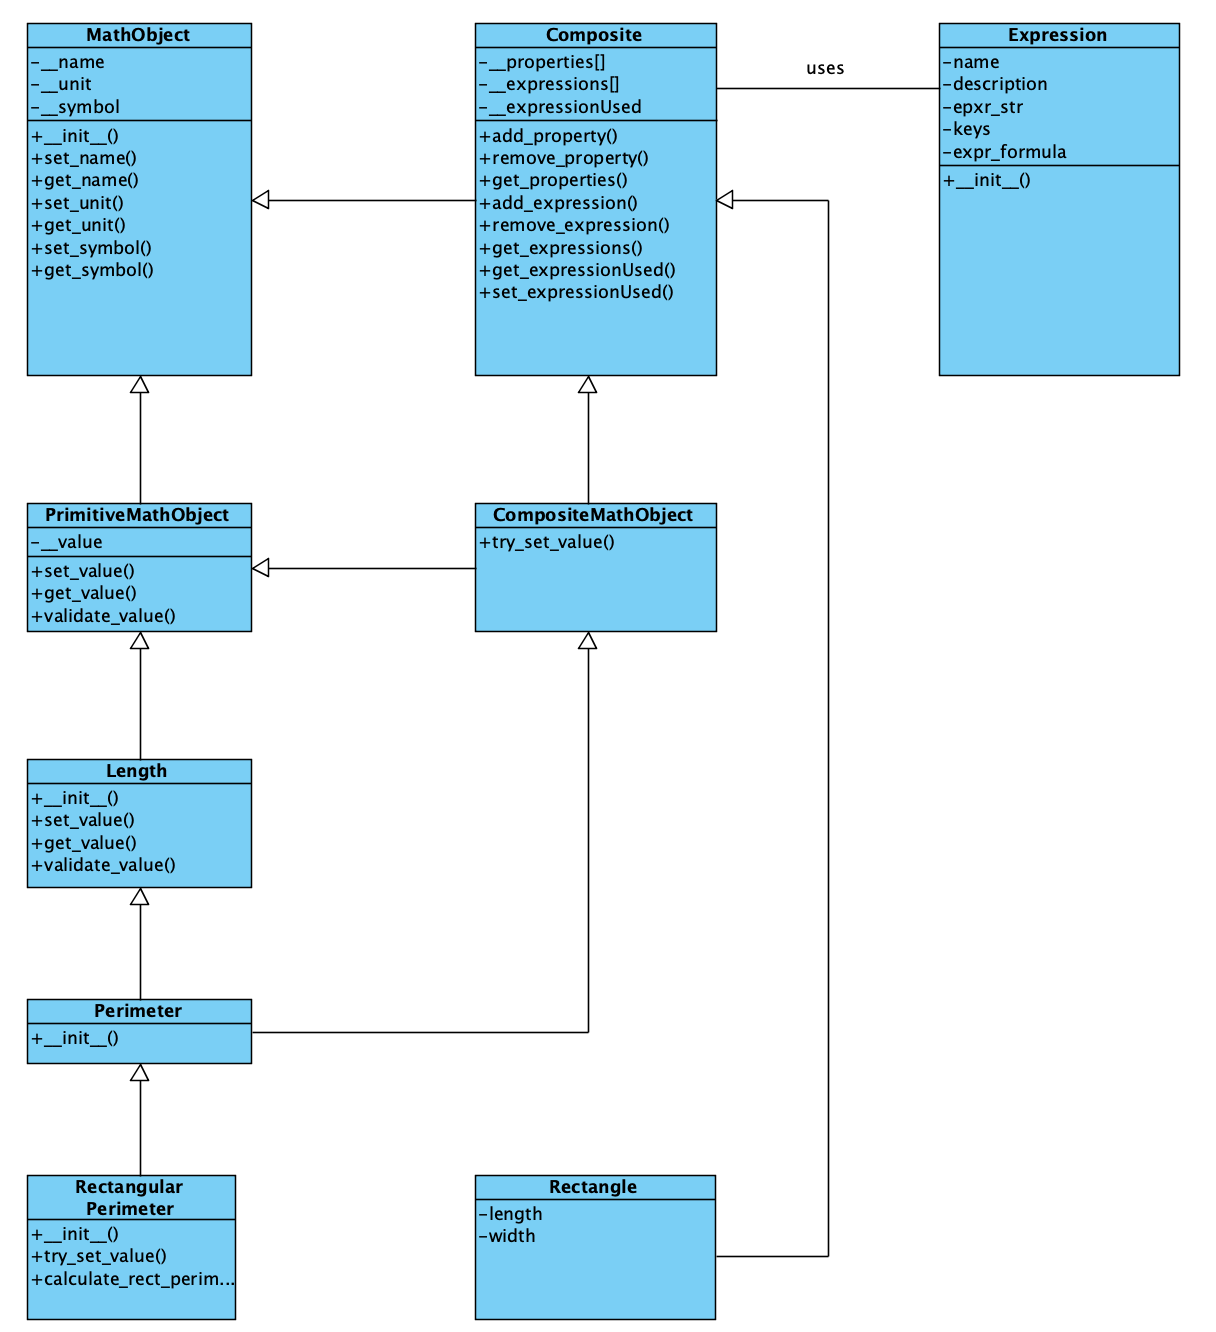 MathObject
-__name
-__unit
-__symbol
+__init__()
+set_name()
+get_name()
+set_unit()
+get_unit()
+set_symbol()
+get_symbol()
Composite
-__properties[]
-__expressions[]
-__expressionUsed
+add_property()
+remove_property()
+get_properties()
+add_expression()
+remove_expression()
+get_expressions()
+get_expressionUsed()
+set_expressionUsed()
uses
Expression
-name
-description
-epxr_str
-keys
-expr_formula
+__init__()
PrimitiveMathObject
-__value
+set_value()
+get_value()
+validate_value()
CompositeMathObject
+try_set_value()
Length
+__init__()
+set_value()
+get_value()
+validate_value()
Perimeter
+__init__()
Rectangular
Perimeter
+__init__()
+try_set_value()
+calculate_rect_perim...
Rectangle
-length
-width